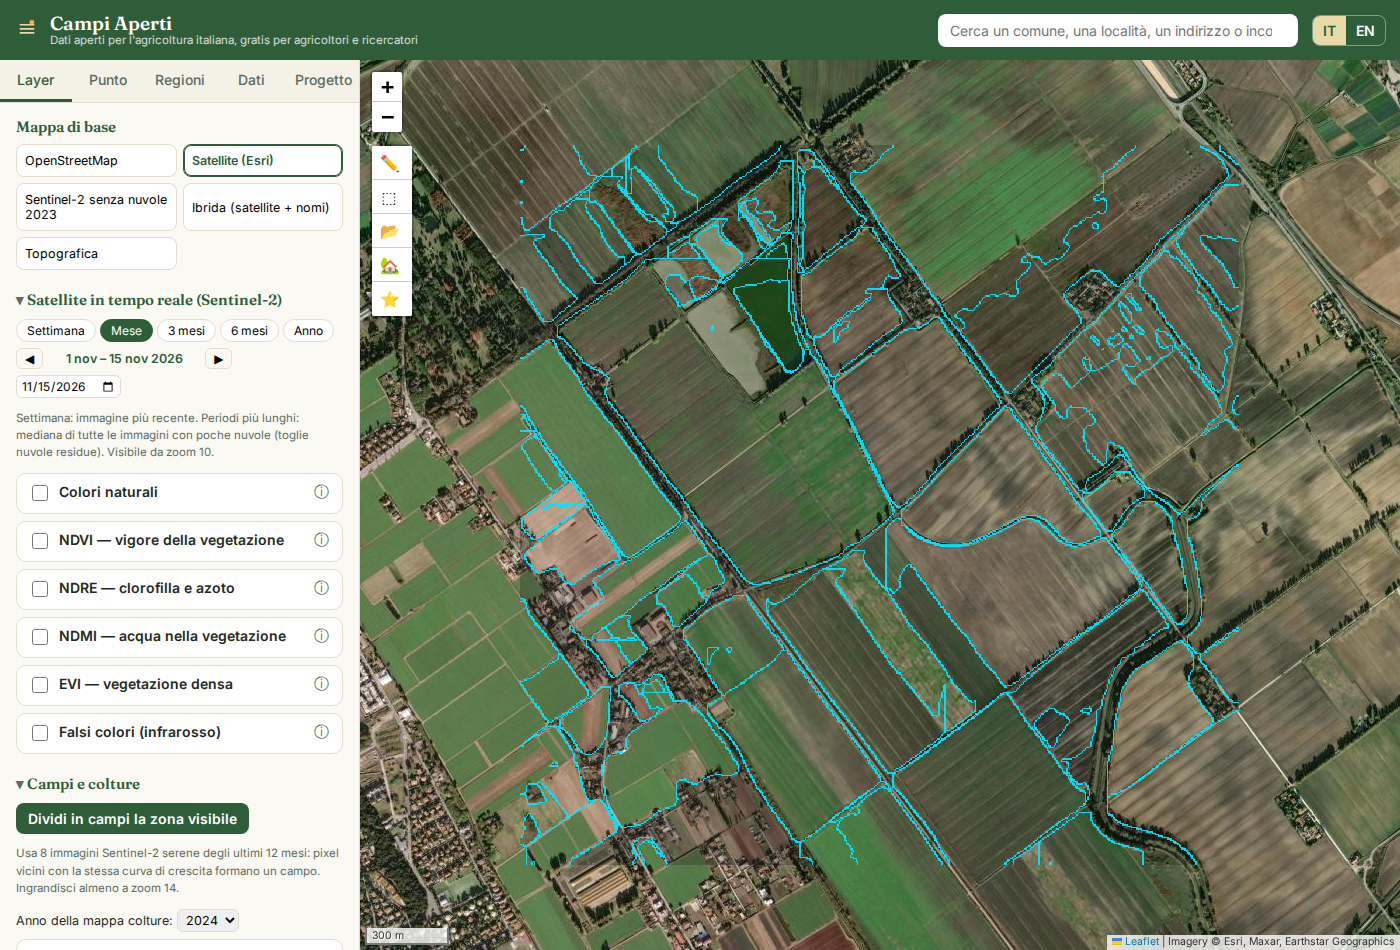 Campi Aperti
Dati aperti per l'agricoltura italiana, gratis per agricoltori e ricercatori
Cerca un comune, una località, un indirizzo o inco
IT EN
Layer Punto Regioni Dati Progetto
Mappa di base
OpenStreetMap
Satellite (Esri)
Sentinel-2 senza nuvole
2023
Ibrida (satellite + nomi)
Topografica
▾ Satellite in tempo reale (Sentinel-2)
Settimana Mese 3 mesi 6 mesi Anno
◀ 1 nov – 15 nov 2026 ▶
11/15/2026
Settimana: immagine più recente. Periodi più lunghi:
mediana di tutte le immagini con poche nuvole (toglie
nuvole residue). Visibile da zoom 10.
Colori naturali ⓘ
NDVI — vigore della vegetazione ⓘ
NDRE — clorofilla e azoto ⓘ
NDMI — acqua nella vegetazione ⓘ
EVI — vegetazione densa ⓘ
Falsi colori (infrarosso) ⓘ
▾ Campi e colture
Dividi in campi la zona visibile
Usa 8 immagini Sentinel-2 serene degli ultimi 12 mesi: pixel
vicini con la stessa curva di crescita formano un campo.
Ingrandisci almeno a zoom 14.
Anno della mappa colture: 2024
+
−
300 m
Leaflet | Imagery © Esri, Maxar, Earthstar Geographics